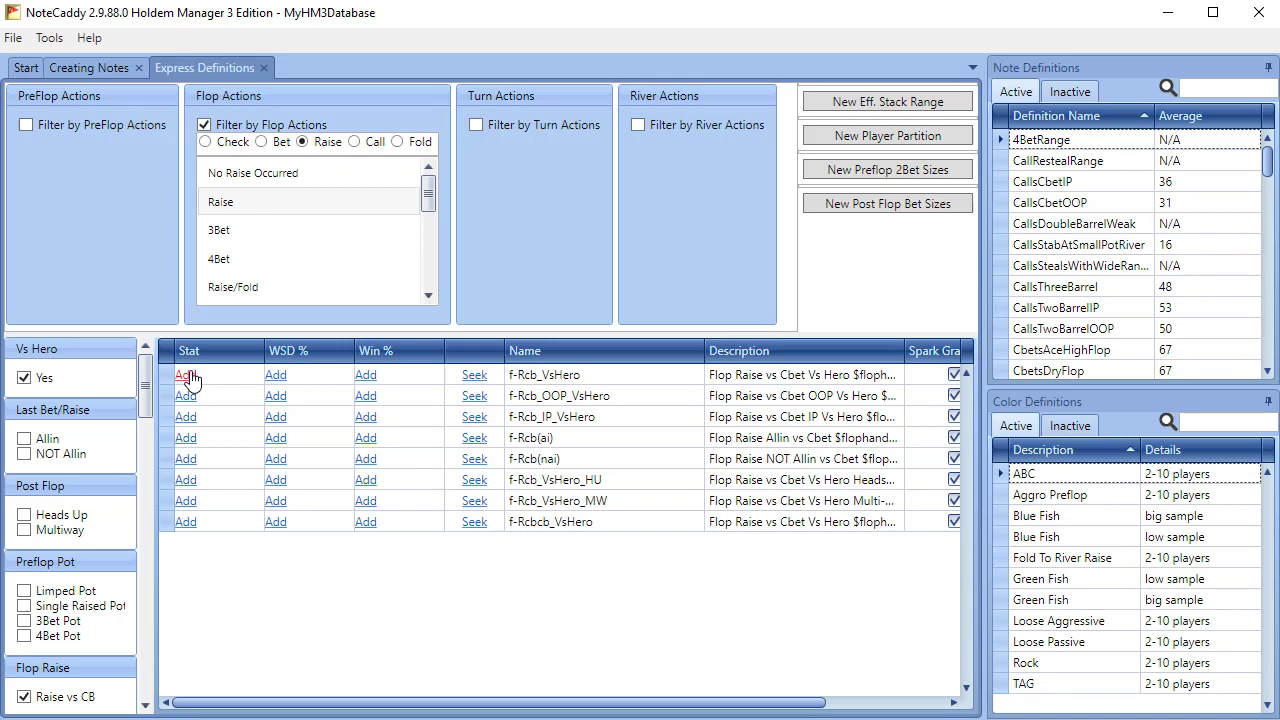 NoteCaddy 2.9.88.0 Holdem Manager 3 Edition - MyHM3Database
File Tools Help
Start Creating Notes Express Definitions
PreFlop Actions
Filter by PreFlop Actions
Flop Actions
Filter by Flop Actions
Check Bet Raise Call Fold
No Raise Occurred
Raise
3Bet
4Bet
Raise/Fold
Turn Actions
Filter by Turn Actions
River Actions
Filter by River Actions
New Eff. Stack Range
New Player Partition
New Preflop 2Bet Sizes
New Post Flop Bet Sizes
Vs Hero
Yes
Last Bet/Raise
Allin
NOT Allin
Post Flop
Heads Up
Multiway
Preflop Pot
Limped Pot
Single Raised Pot
3Bet Pot
4Bet Pot
Flop Raise
Raise vs CB
Stat WSD % Win % Name Description Spark Gra
Add Add Add Seek f-Rcb_VsHero Flop Raise vs Cbet Vs Hero $floph...
Add Add Add Seek f-Rcb_OOP_VsHero Flop Raise vs Cbet OOP Vs Hero $...
Add Add Add Seek f-Rcb_IP_VsHero Flop Raise vs Cbet IP Vs Hero $flo...
Add Add Add Seek f-Rcb(ai) Flop Raise Allin vs Cbet $flophand...
Add Add Add Seek f-Rcb(nai) Flop Raise NOT Allin vs Cbet $flop...
Add Add Add Seek f-Rcb_VsHero_HU Flop Raise vs Cbet Vs Hero Heads...
Add Add Add Seek f-Rcb_VsHero_MW Flop Raise vs Cbet Vs Hero Multi-...
Add Add Add Seek f-Rcbcb_VsHero Flop Raise vs Cbet Vs Hero $floph...
Note Definitions
Active Inactive
Definition Name Average
4BetRange N/A
CallRestealRange N/A
CallsCbetIP 36
CallsCbetOOP 31
CallsDoubleBarrelWeak N/A
CallsStabAtSmallPotRiver 16
CallsStealsWithWideRan... N/A
CallsThreeBarrel 48
CallsTwoBarrelIP 53
CallsTwoBarrelOOP 50
CbetsAceHighFlop 67
CbetsDryFlop 67
Color Definitions
Active Inactive
Description Details
ABC 2-10 players
Aggro Preflop 2-10 players
Blue Fish big sample
Blue Fish low sample
Fold To River Raise 2-10 players
Green Fish low sample
Green Fish big sample
Loose Aggressive 2-10 players
Loose Passive 2-10 players
Rock 2-10 players
TAG 2-10 players